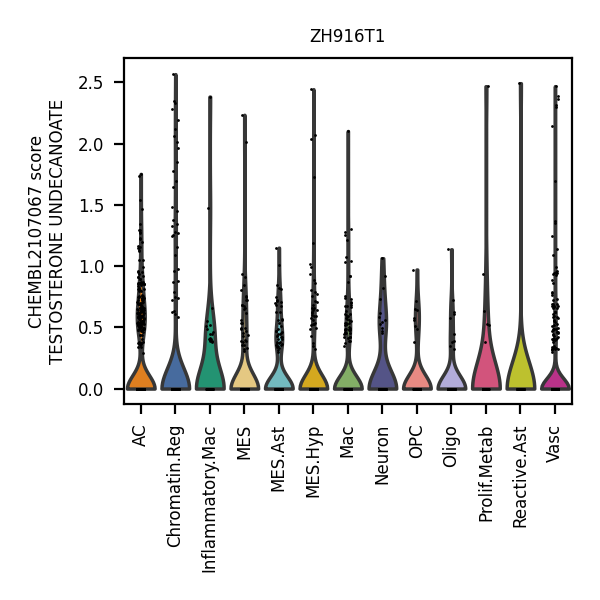 ZH916T1
CHEMBL2107067 score
TESTOSTERONE UNDECANOATE
2.5
2.0
1.5
1.0
0.5
0.0
AC
Chromatin.Reg
Inflammatory.Mac
MES
MES.Ast
MES.Hyp
Mac
Neuron
OPC
Oligo
Prolif.Metab
Reactive.Ast
Vasc